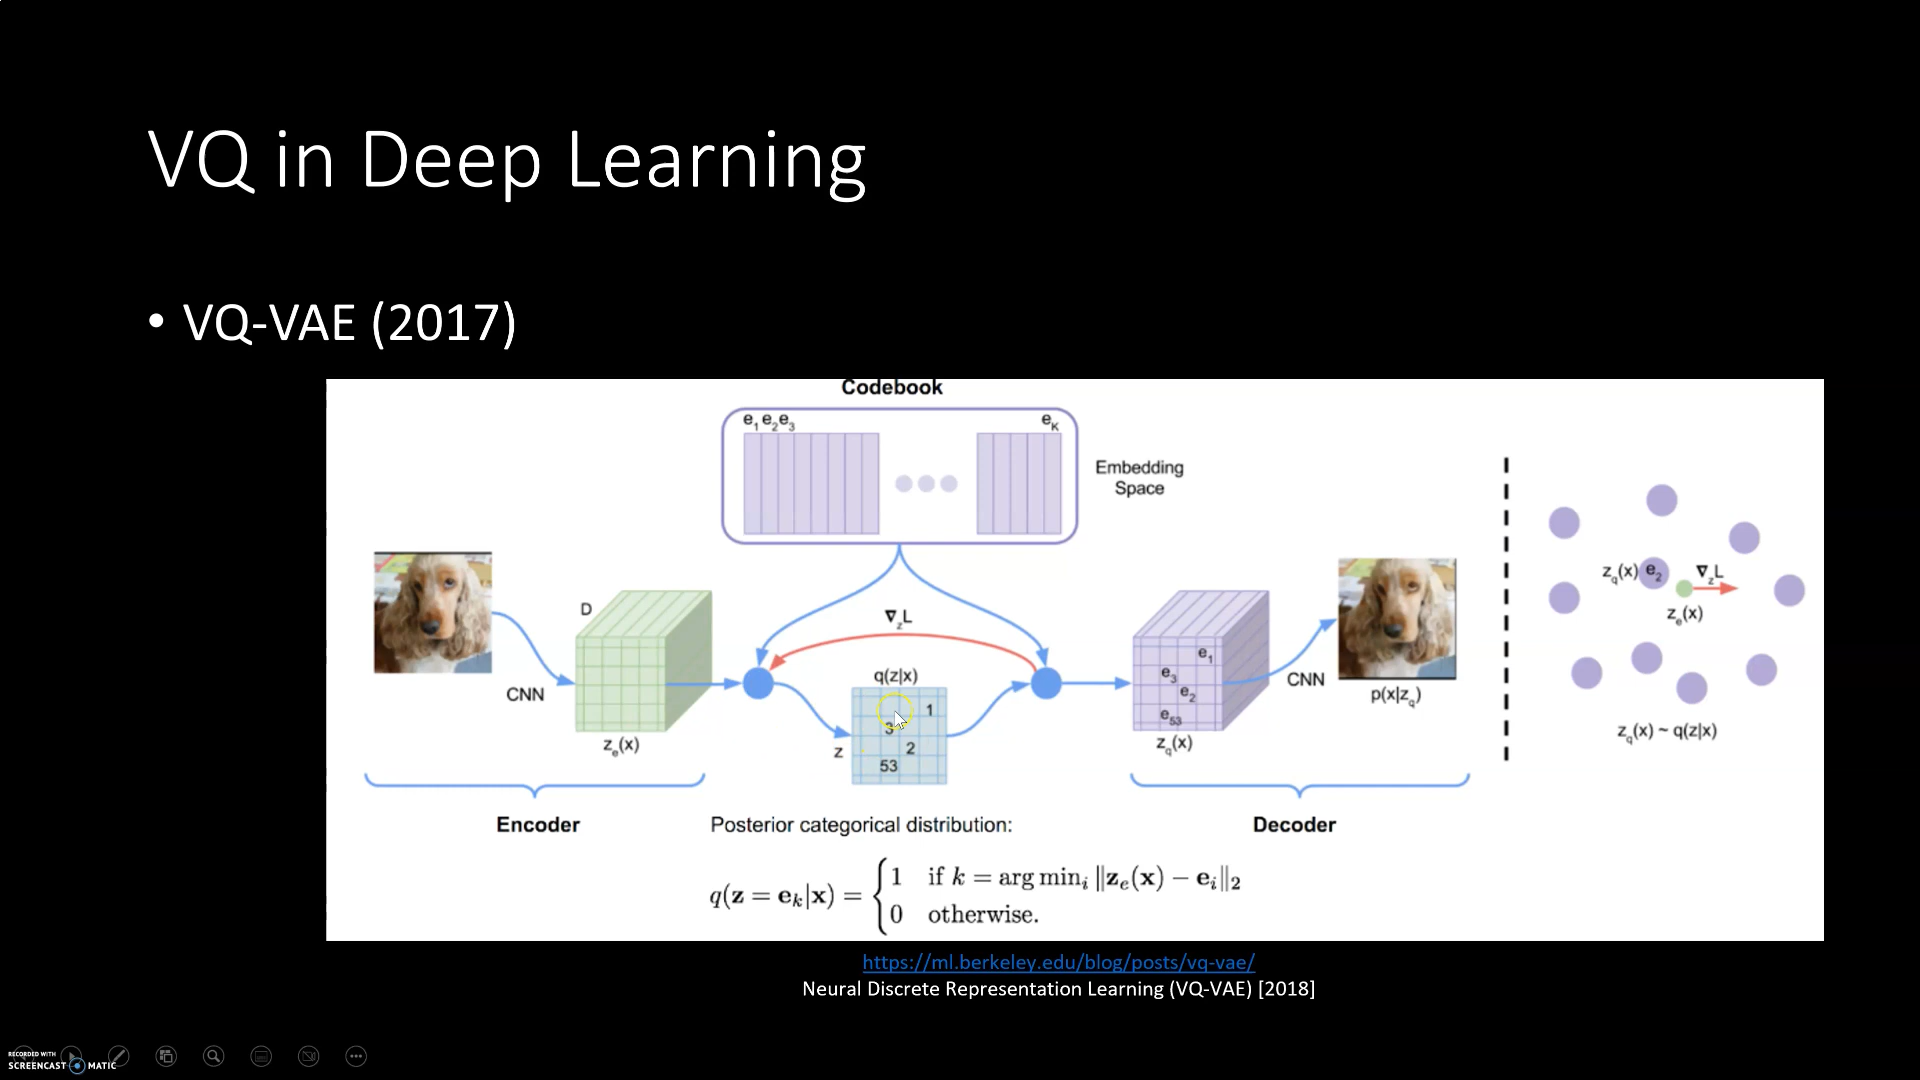 VQ in Deep Learning
• VQ-VAE (2017)
Codebook
e₁ e₂ e₃
e_K
Embedding
Space
D
CNN
z_e(x)
∇_zL
q(z|x)
1
3
2
53
z
e₁
e₃
e₂
e₅₃
z_q(x)
CNN
p(x|z_q)
z_q(x) e₂
∇_zL
z_e(x)
z_q(x) ~ q(z|x)
Encoder
Posterior categorical distribution:
Decoder
q(z = e_k|x) = { 1 if k = arg min_i ‖z_e(x) − e_i‖₂
0 otherwise.
https://ml.berkeley.edu/blog/posts/vq-vae/
Neural Discrete Representation Learning (VQ-VAE) [2018]
RECORDED WITH
SCREENCAST MATIC